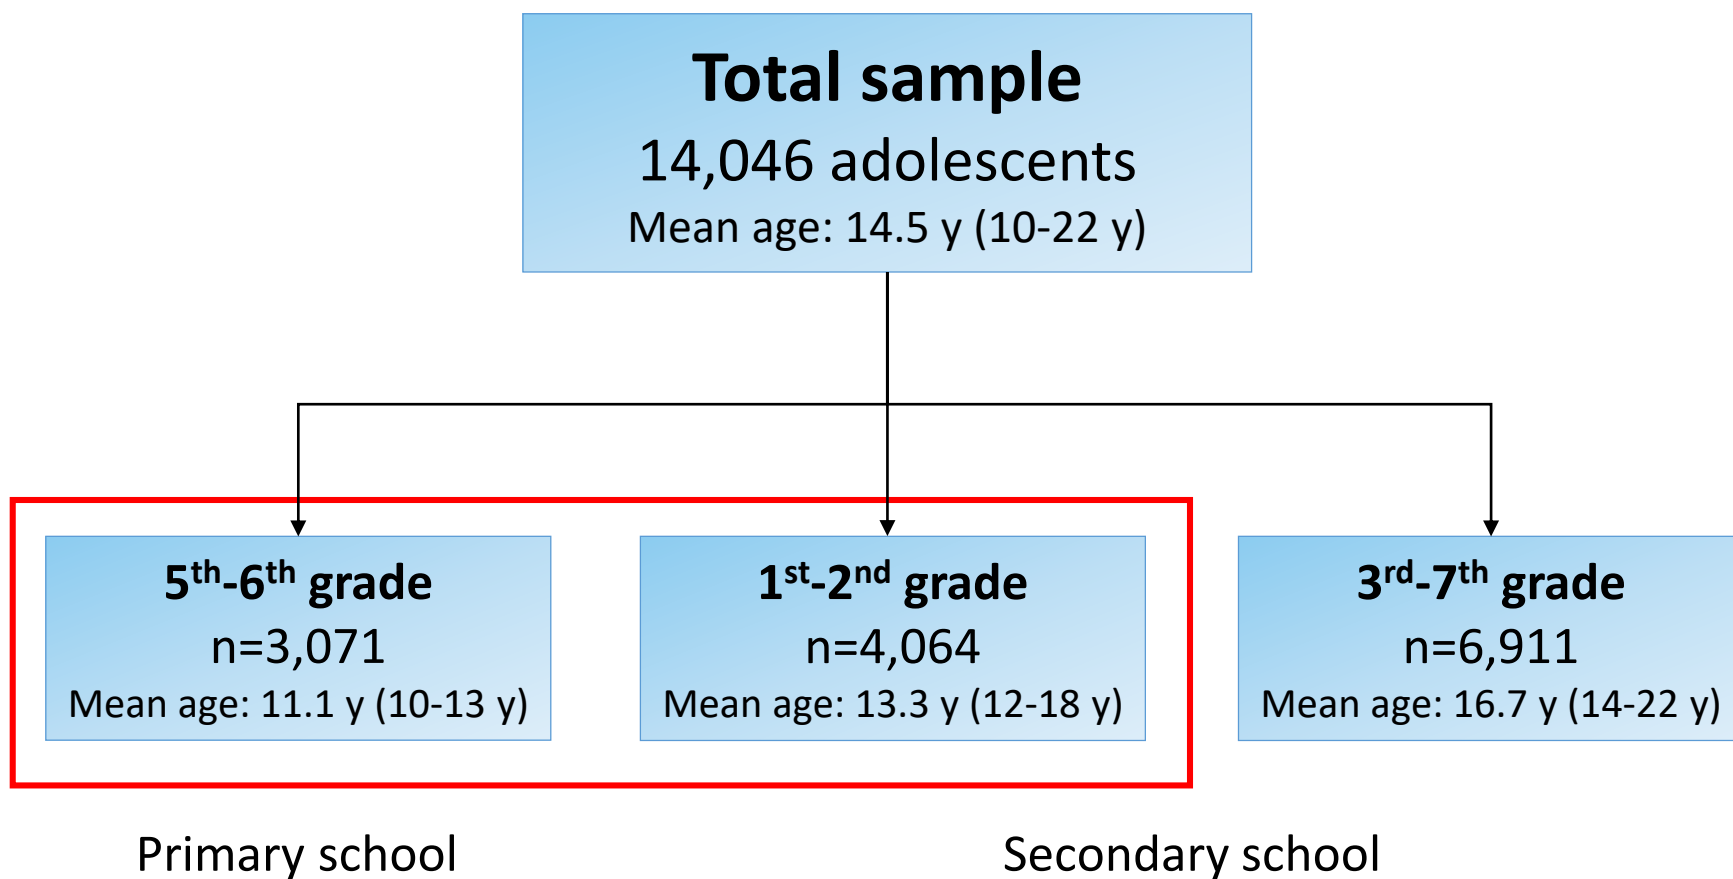 Total sample
14,046 adolescents
Mean age: 14.5 y (10-22 y)
5th-6th grade
n=3,071
Mean age: 11.1 y (10-13 y)
1st-2nd grade
n=4,064
Mean age: 13.3 y (12-18 y)
3rd-7th grade
n=6,911
Mean age: 16.7 y (14-22 y)
Primary school
Secondary school